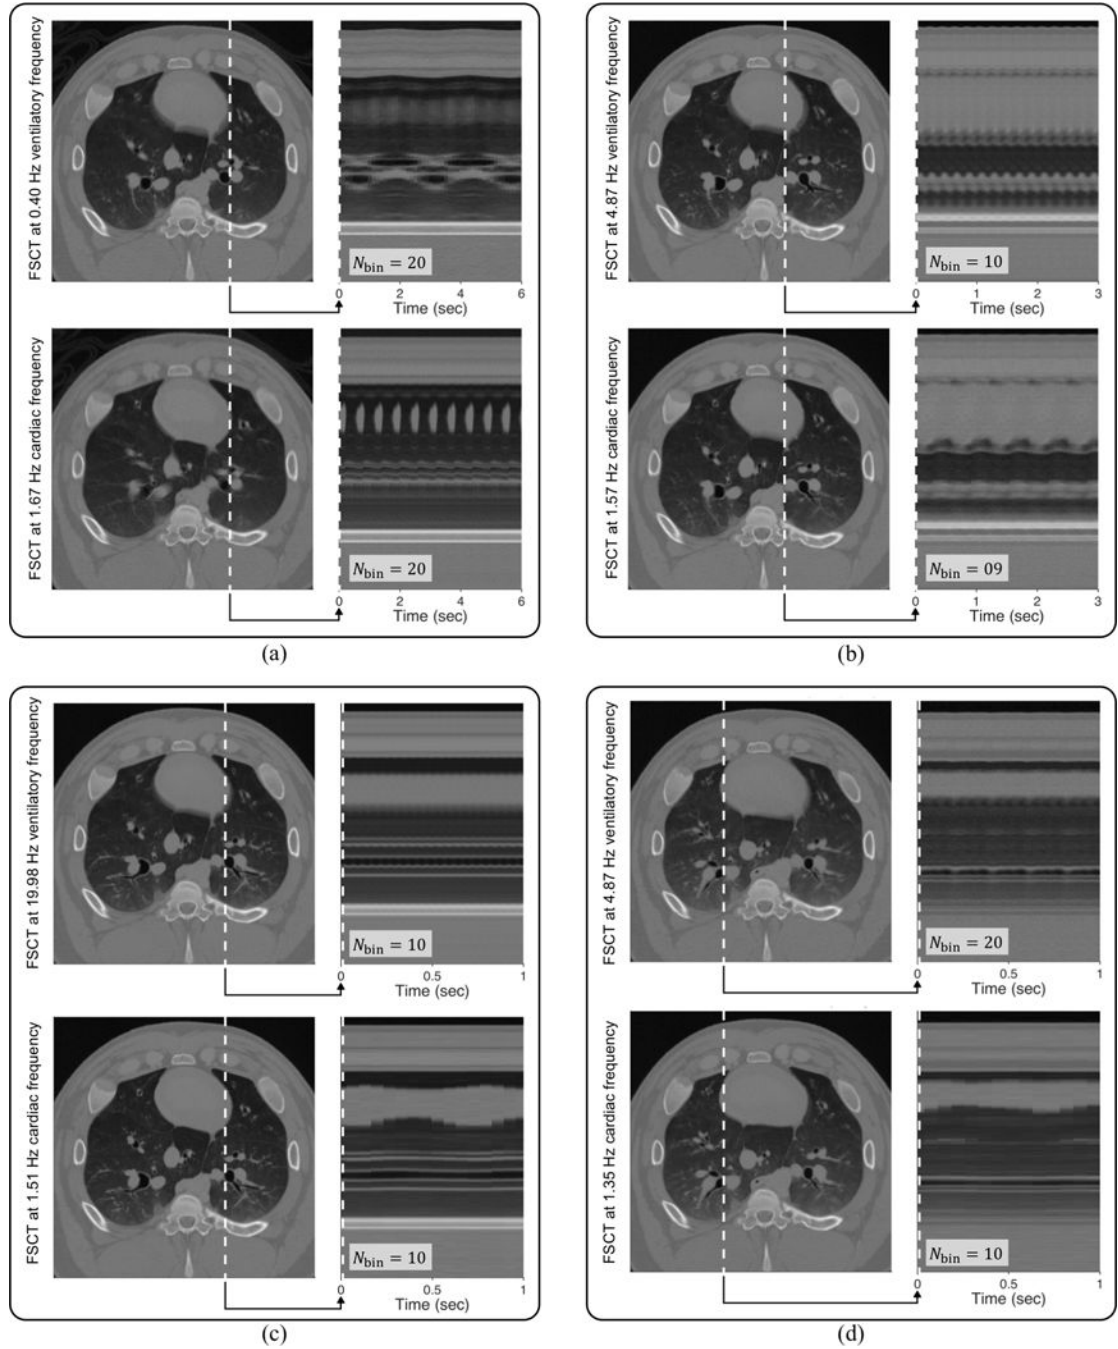 FSCT at 0.40 Hz ventilatory frequency
N_bin = 20
0 2 4 6
Time (sec)
FSCT at 1.67 Hz cardiac frequency
N_bin = 20
0 2 4 6
Time (sec)
(a)
FSCT at 4.87 Hz ventilatory frequency
N_bin = 10
0 1 2 3
Time (sec)
FSCT at 1.57 Hz cardiac frequency
N_bin = 09
0 1 2 3
Time (sec)
(b)
FSCT at 19.98 Hz ventilatory frequency
N_bin = 10
0 0.5 1
Time (sec)
FSCT at 1.51 Hz cardiac frequency
N_bin = 10
0 0.5 1
Time (sec)
(c)
FSCT at 4.87 Hz ventilatory frequency
N_bin = 20
0 0.5 1
Time (sec)
FSCT at 1.35 Hz cardiac frequency
N_bin = 10
0 0.5 1
Time (sec)
(d)